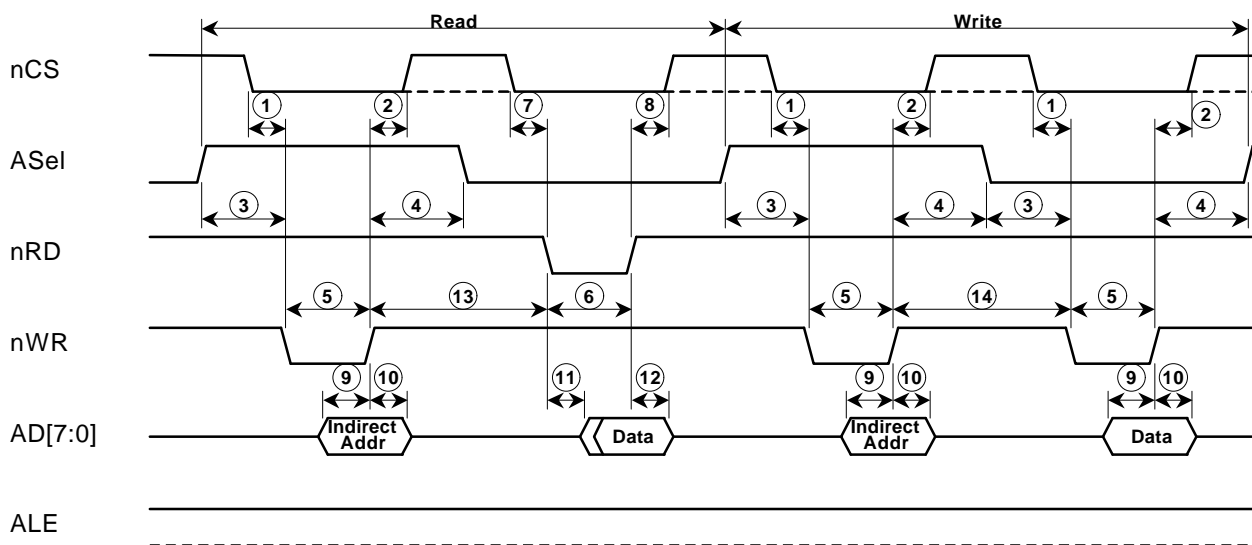 Read Write
nCS
1 2 7 8 1 2 1 2
ASel
3 4 3 4 3 4
nRD
5 13 6 5 14 5
nWR
9 10 11 12 9 10 9 10
AD[7:0]
Indirect Addr Data Indirect Addr Data
ALE